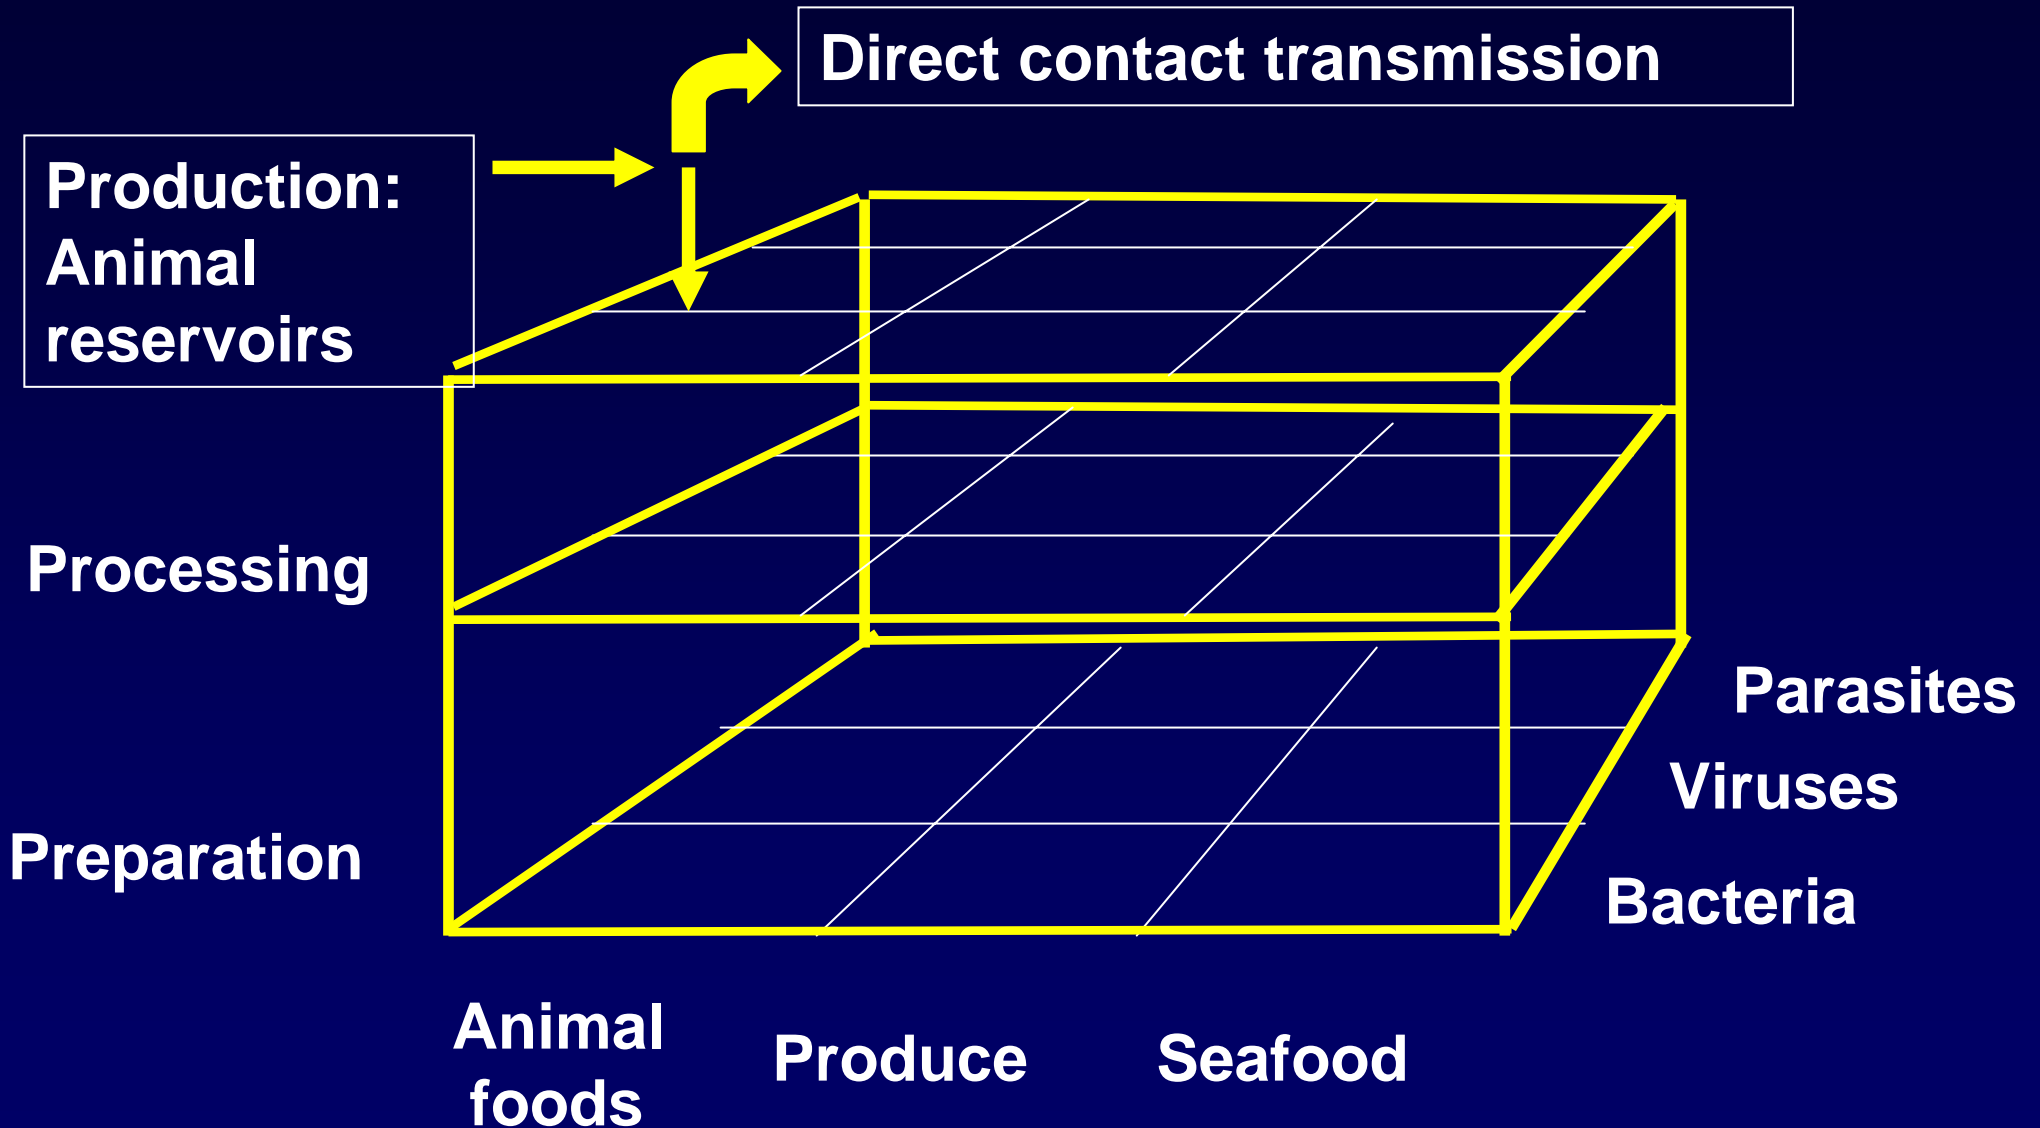 Direct contact transmission
Production:
Animal
reservoirs
Processing
Preparation
Parasites
Viruses
Bacteria
Animal
foods
Produce
Seafood